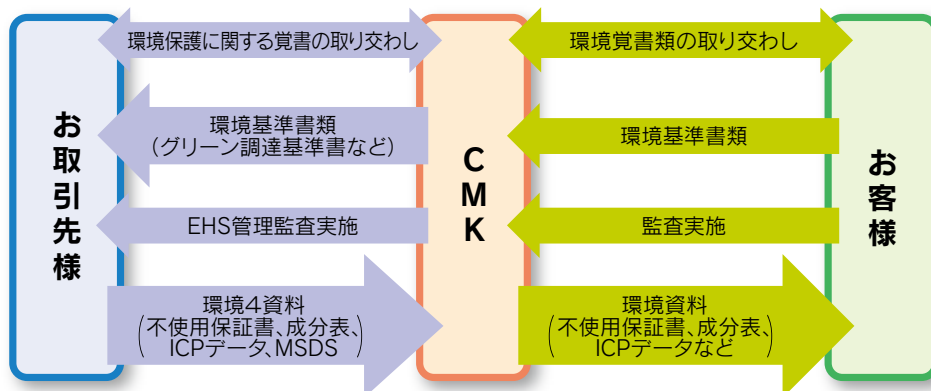 お取引先様
環境保護に関する覚書の取り交わし
環境基準書類
(グリーン調達基準書など)
EHS管理監査実施
環境4資料
(不使用保証書、成分表、
ICPデータ、MSDS)
CMK
環境覚書類の取り交わし
環境基準書類
監査実施
環境資料
(不使用保証書、成分表、
ICPデータなど)
お客様